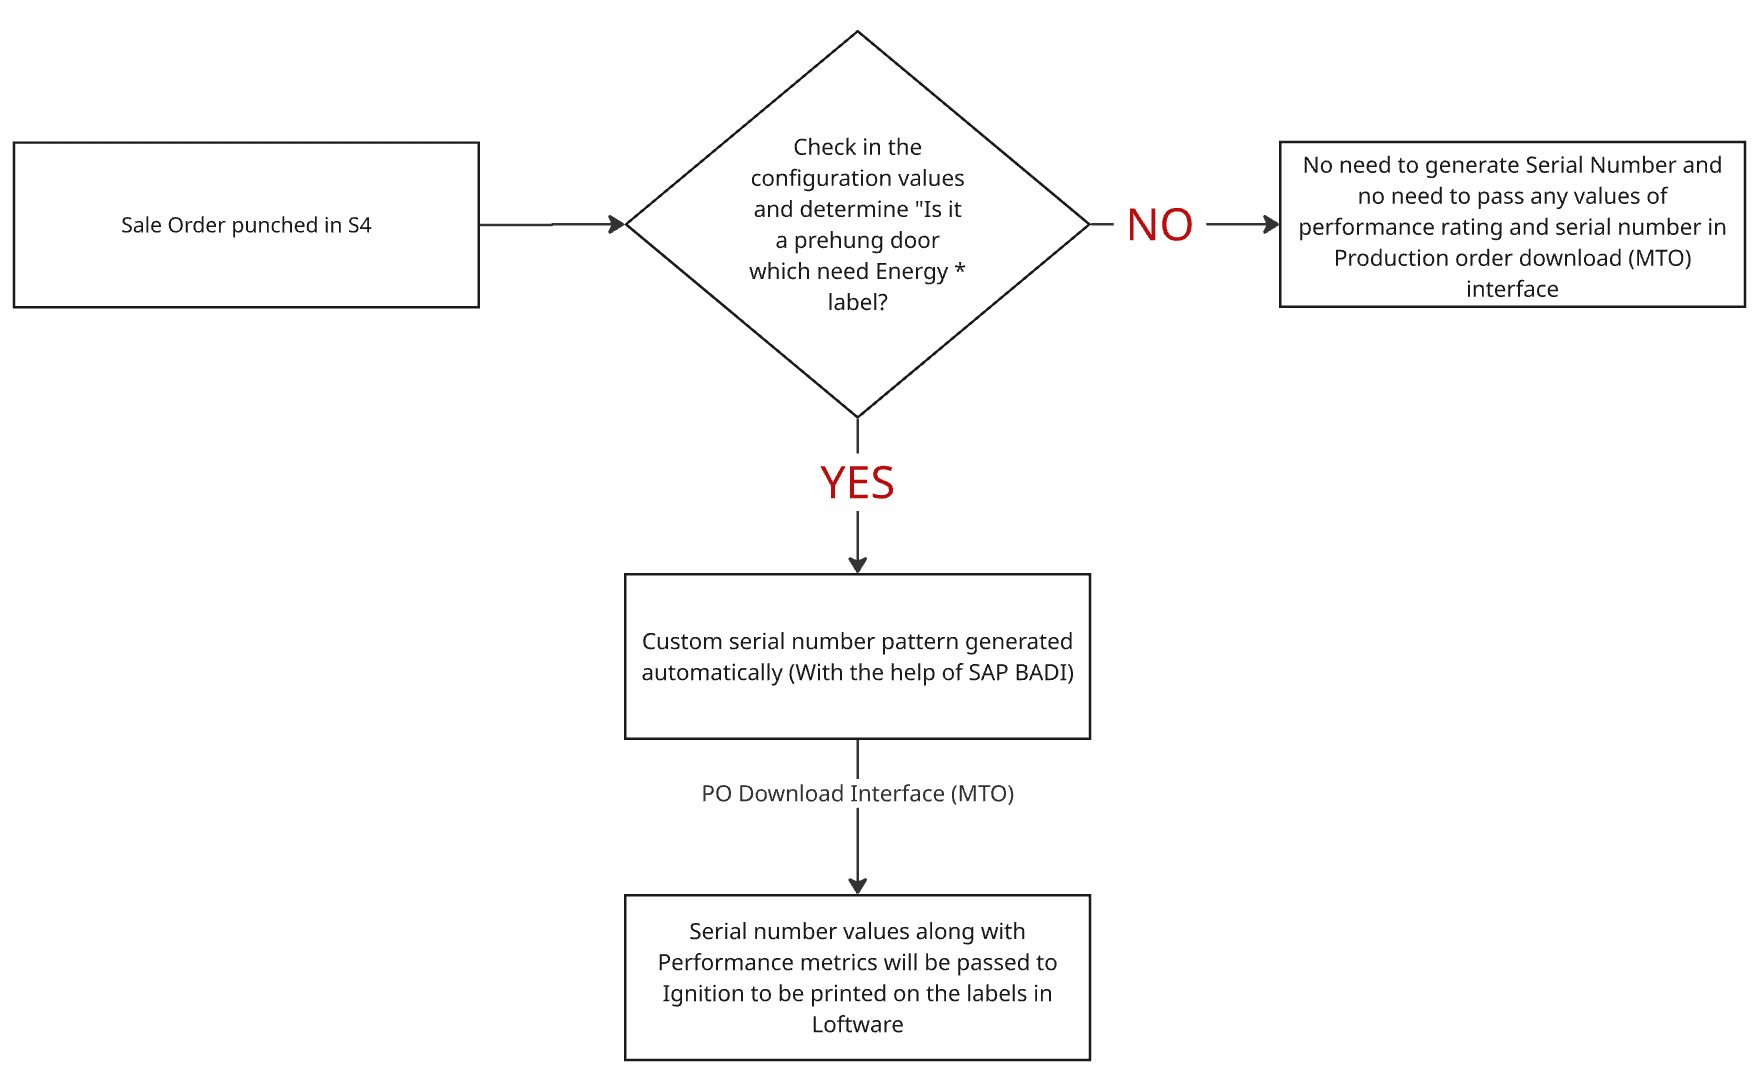 Sale Order punched in S4
Check in the
configuration values
and determine "Is it
a prehung door
which need Energy *
label?
NO
No need to generate Serial Number and
no need to pass any values of
performance rating and serial number in
Production order download (MTO)
interface
YES
Custom serial number pattern generated
automatically (With the help of SAP BADI)
PO Download Interface (MTO)
Serial number values along with
Performance metrics will be passed to
Ignition to be printed on the labels in
Loftware